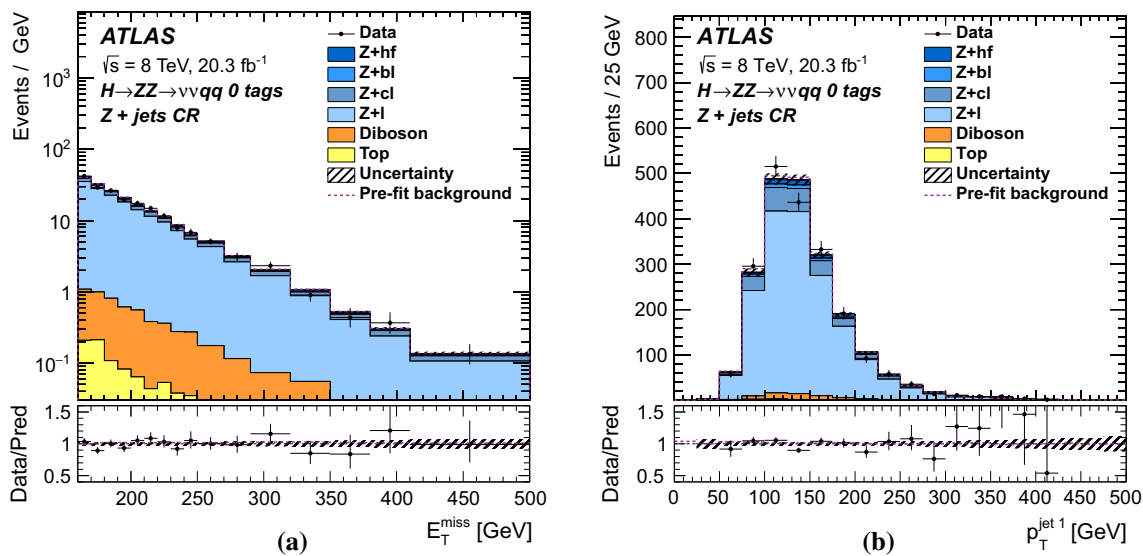 Events / GeV
10³
10²
10
1
10⁻¹
ATLAS
√s = 8 TeV, 20.3 fb⁻¹
H→ZZ→ννqq 0 tags
Z + jets CR
Data
Z+hf
Z+bl
Z+cl
Z+l
Diboson
Top
Uncertainty
Pre-fit background
Data/Pred
1.5
1
0.5
200 250 300 350 400 450 500
E_T^miss [GeV]
(a)
Events / 25 GeV
800
700
600
500
400
300
200
100
ATLAS
√s = 8 TeV, 20.3 fb⁻¹
H→ZZ→ννqq 0 tags
Z + jets CR
Data
Z+hf
Z+bl
Z+cl
Z+l
Diboson
Top
Uncertainty
Pre-fit background
Data/Pred
1.5
1
0.5
0 50 100 150 200 250 300 350 400 450 500
p_T^jet 1 [GeV]
(b)